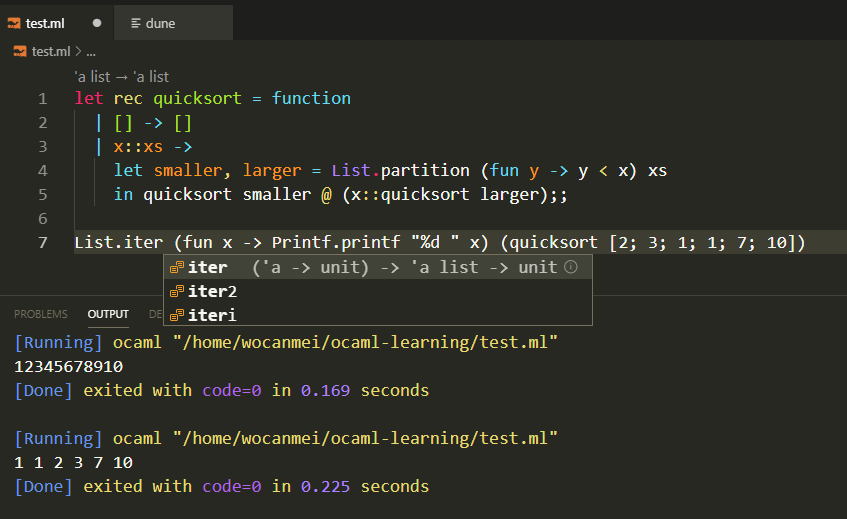 test.ml ● dune
test.ml > ...
'a list → 'a list
1 let rec quicksort = function
2 | [] -> []
3 | x::xs ->
4 let smaller, larger = List.partition (fun y -> y < x) xs
5 in quicksort smaller @ (x::quicksort larger);;
6
7 List.iter (fun x -> Printf.printf "%d " x) (quicksort [2; 3; 1; 1; 7; 10])
iter ('a -> unit) -> 'a list -> unit
iter2
iteri
PROBLEMS OUTPUT DE
[Running] ocaml "/home/wocanmei/ocaml-learning/test.ml"
12345678910
[Done] exited with code=0 in 0.169 seconds
[Running] ocaml "/home/wocanmei/ocaml-learning/test.ml"
1 1 2 3 7 10
[Done] exited with code=0 in 0.225 seconds